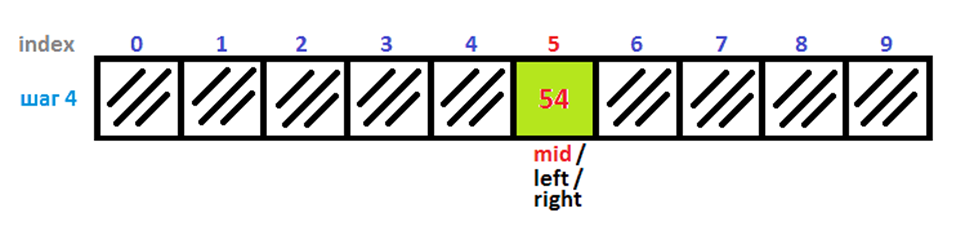 index 0 1 2 3 4 5 6 7 8 9
шаг 4 54
mid /
left /
right